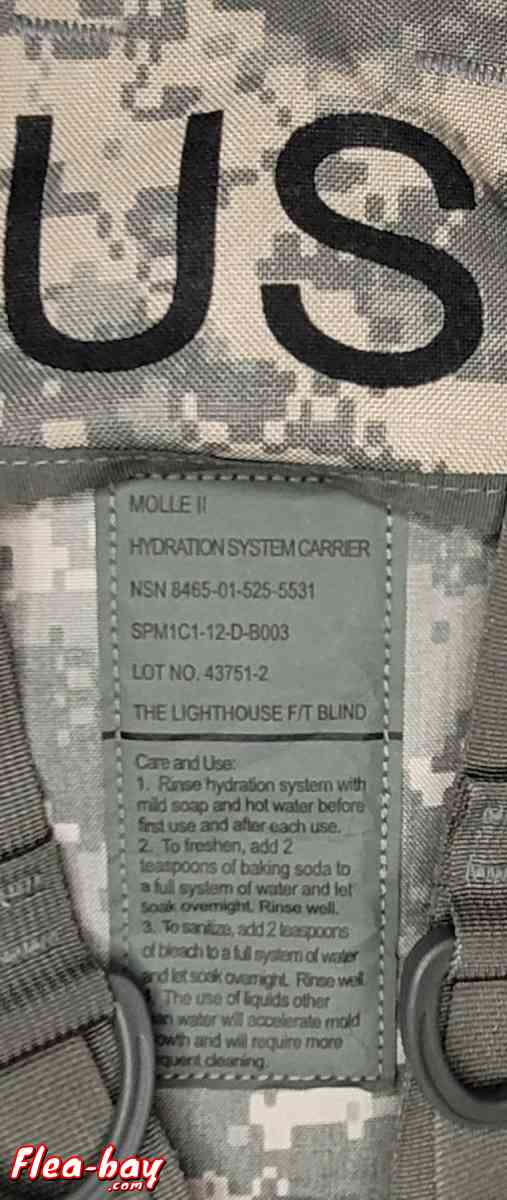 US
MOLLE II
HYDRATION SYSTEM CARRIER
NSN 8465-01-525-5531
SPM1C1-12-D-B003
LOT NO. 43751-2
THE LIGHTHOUSE F/T BLIND
Care and Use:
1. Rinse hydration system with
mild soap and hot water before
first use and after each use.
2. To freshen, add 2
teaspoons of baking soda to
a full system of water and let
soak overnight. Rinse well.
3. To sanitize, add 2 teaspoons
of bleach to a full system of water
and let soak overnight. Rinse well.
The use of liquids other
water will accelerate mold
and will require more
cleaning.
Flea-bay
.com